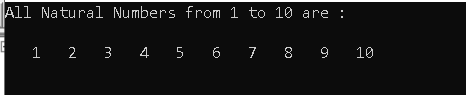 All Natural Numbers from 1 to 10 are :
1 2 3 4 5 6 7 8 9 10